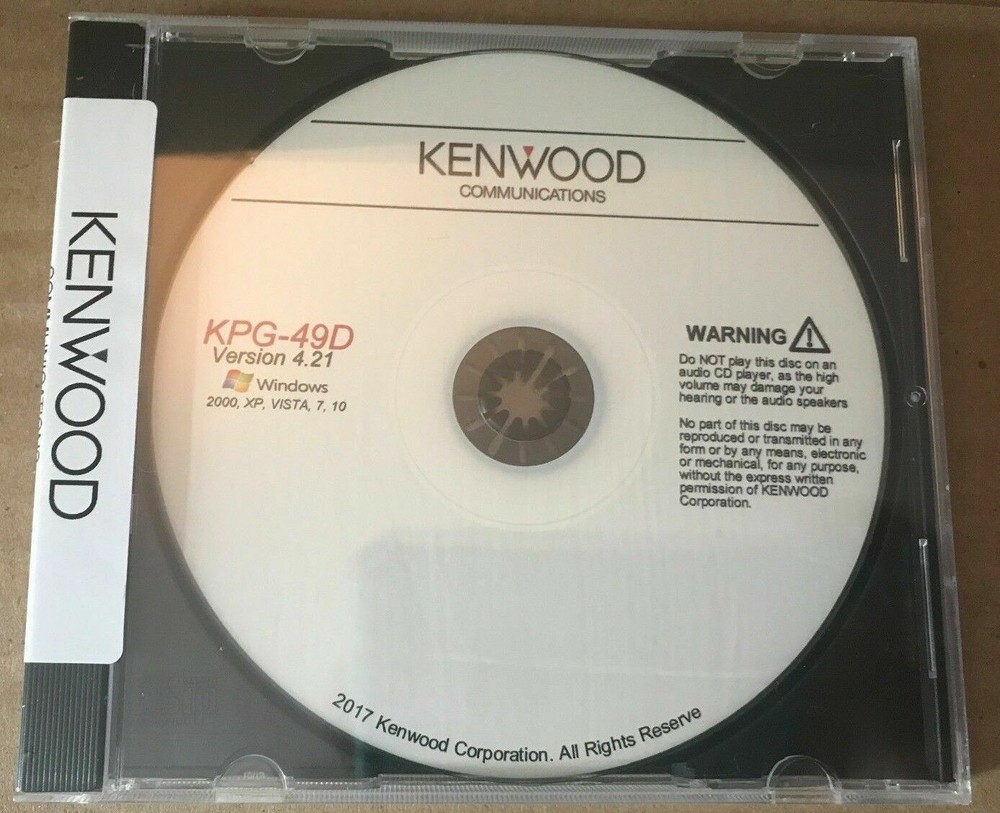 KENWOOD
COMMUNICATIONS
KENWOOD
COMMUNICATIONS
KPG-49D
Version 4.21
Windows
2000, XP, VISTA, 7, 10
WARNING
Do NOT play this disc on an
audio CD player, as the high
volume may damage your
hearing or the audio speakers
No part of this disc may be
reproduced or transmitted in any
form or by any means, electronic
or mechanical, for any purpose,
without the express written
permission of KENWOOD
Corporation.
2017 Kenwood Corporation. All Rights Reserve